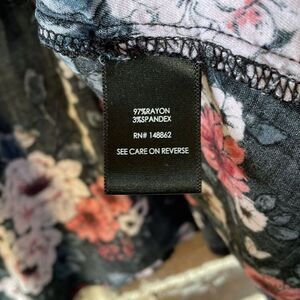 97%RAYON
3%SPANDEX
RN# 148862
SEE CARE ON REVERSE